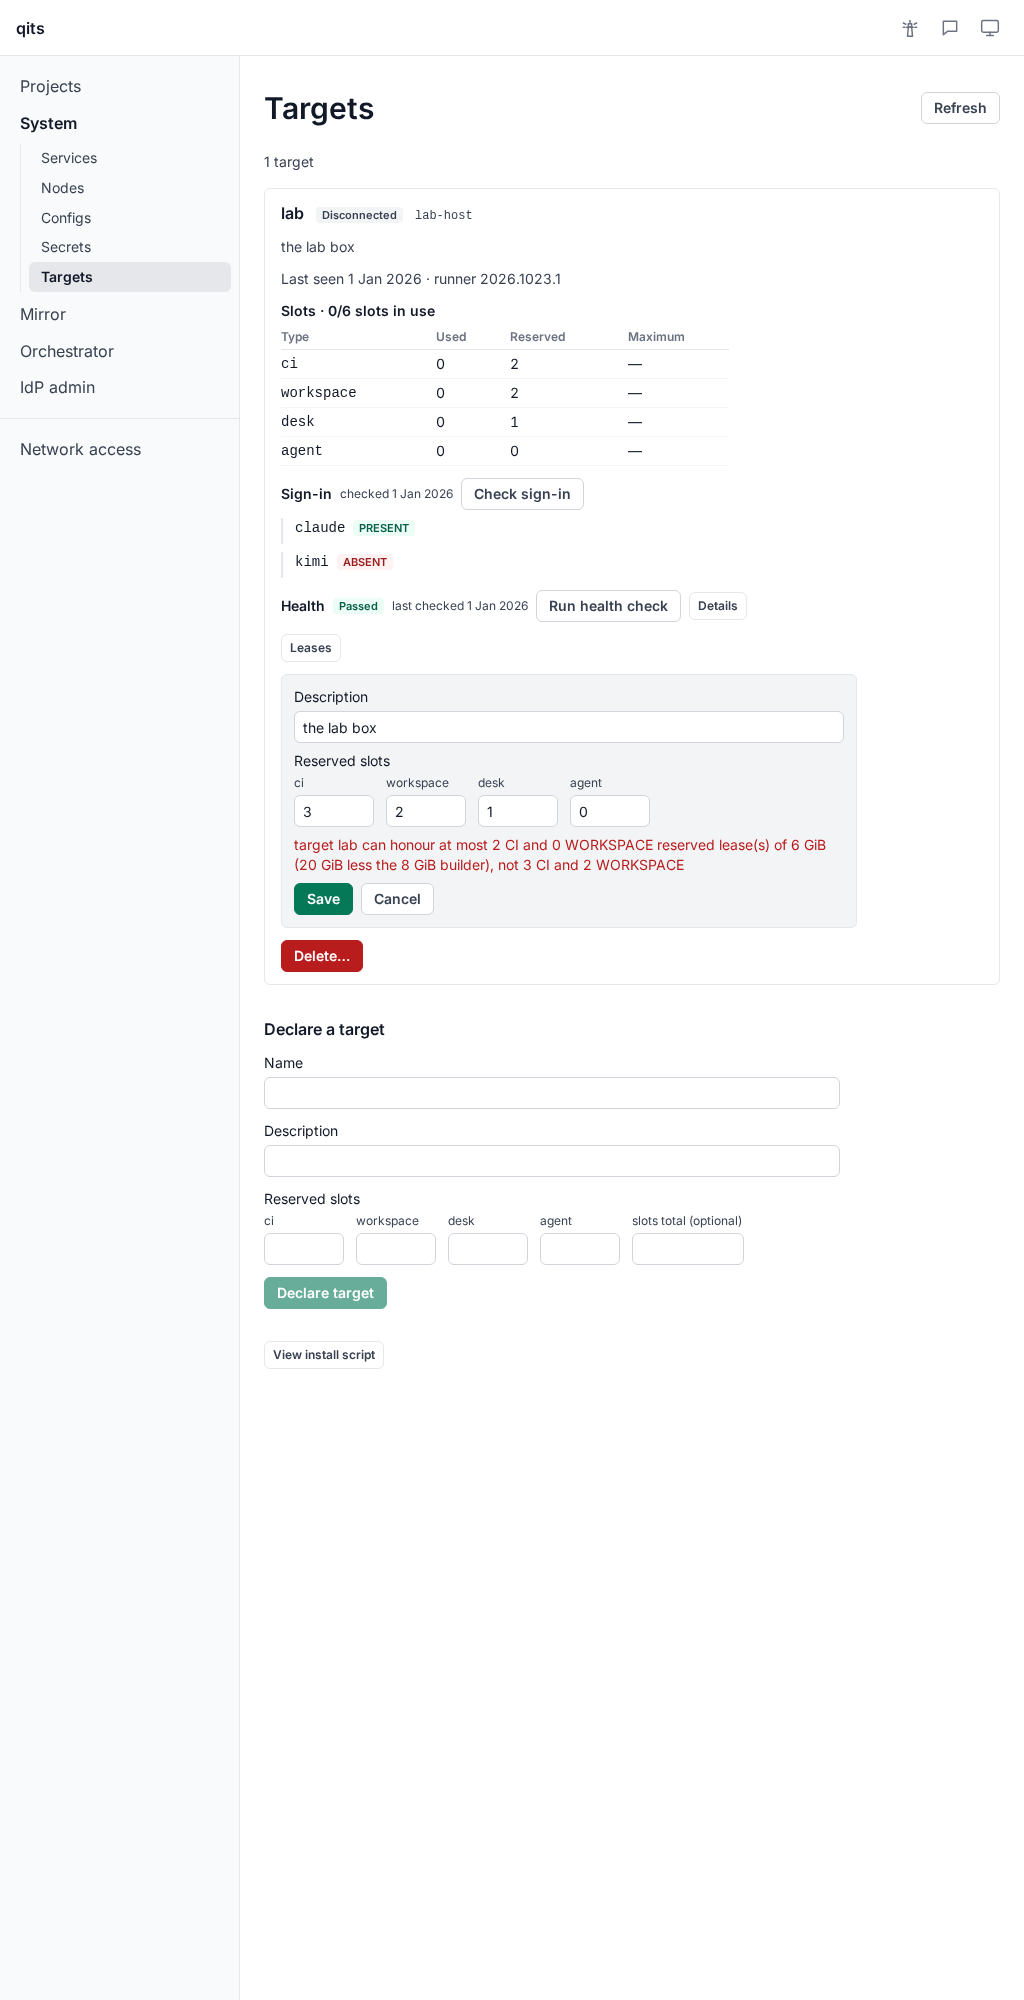 qits
Projects
System
Services
Nodes
Configs
Secrets
Targets
Mirror
Orchestrator
IdP admin
Network access
Targets
Refresh
1 target
lab Disconnected lab-host
the lab box
Last seen 1 Jan 2026 · runner 2026.1023.1
Slots · 0/6 slots in use
Type Used Reserved Maximum
ci 0 2 —
workspace 0 2 —
desk 0 1 —
agent 0 0 —
Sign-in checked 1 Jan 2026 Check sign-in
claude PRESENT
kimi ABSENT
Health Passed last checked 1 Jan 2026 Run health check Details
Leases
Description
the lab box
Reserved slots
ci workspace desk agent
3 2 1 0
target lab can honour at most 2 CI and 0 WORKSPACE reserved lease(s) of 6 GiB
(20 GiB less the 8 GiB builder), not 3 CI and 2 WORKSPACE
Save Cancel
Delete...
Declare a target
Name
Description
Reserved slots
ci workspace desk agent slots total (optional)
Declare target
View install script